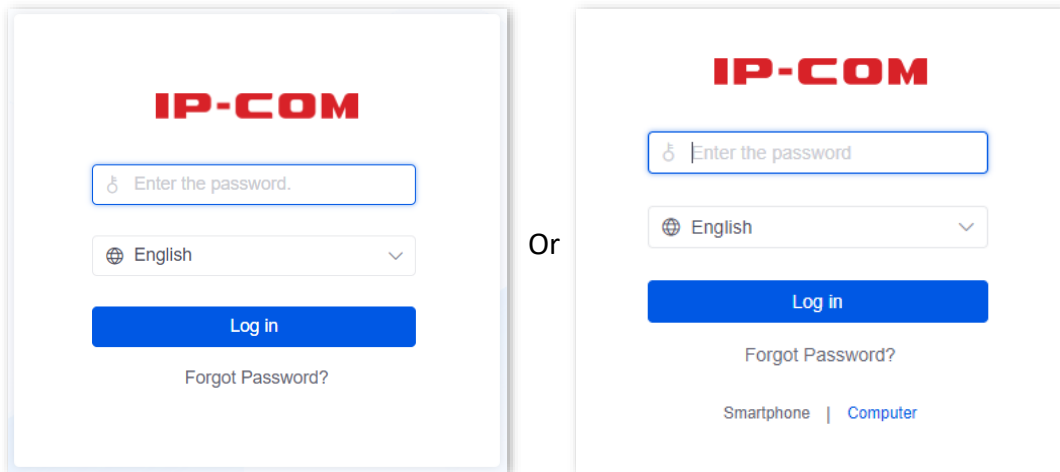 IP-COM
Enter the password.
English
Log in
Forgot Password?
Or
IP-COM
Enter the password
English
Log in
Forgot Password?
Smartphone | Computer